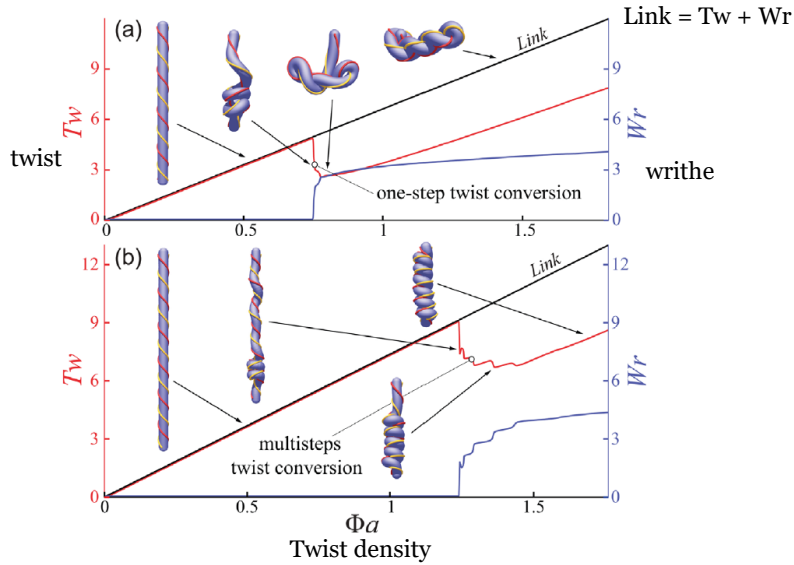 Link = Tw + Wr
(a)
Link
9
6
3
0
Tw
twist
9
6
3
0
Wr
writhe
one-step twist conversion
0
0.5
1
1.5
(b)
Link
12
9
6
3
0
Tw
12
9
6
3
0
Wr
multisteps
twist conversion
0
0.5
1
1.5
Φa
Twist density